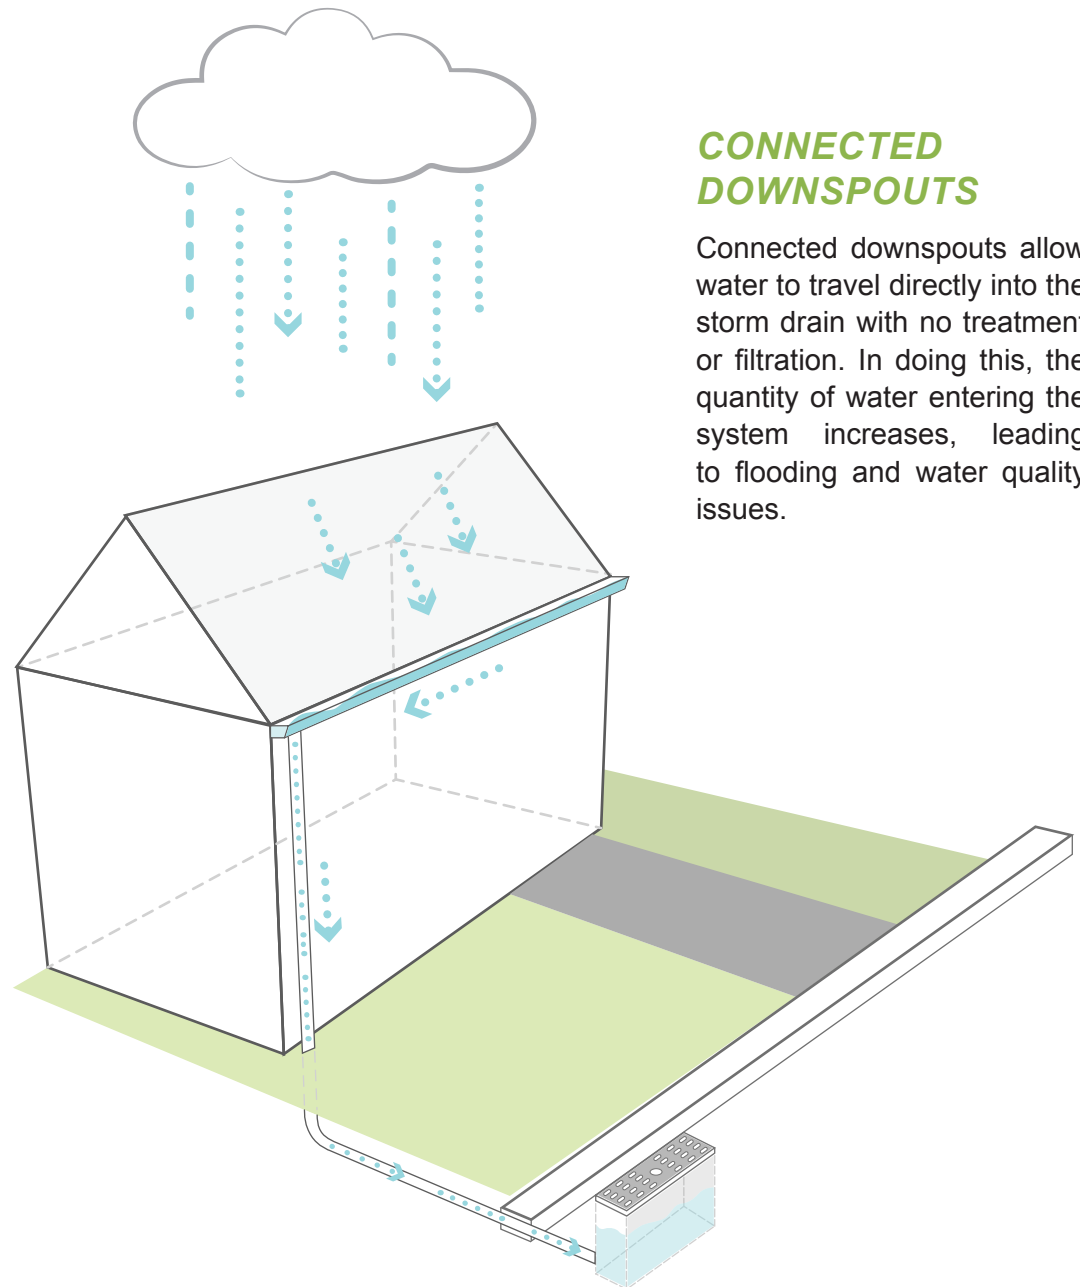 CONNECTED
DOWNSPOUTS
Connected downspouts allow
water to travel directly into the
storm drain with no treatment
or filtration. In doing this, the
quantity of water entering the
system increases, leading
to flooding and water quality
issues.